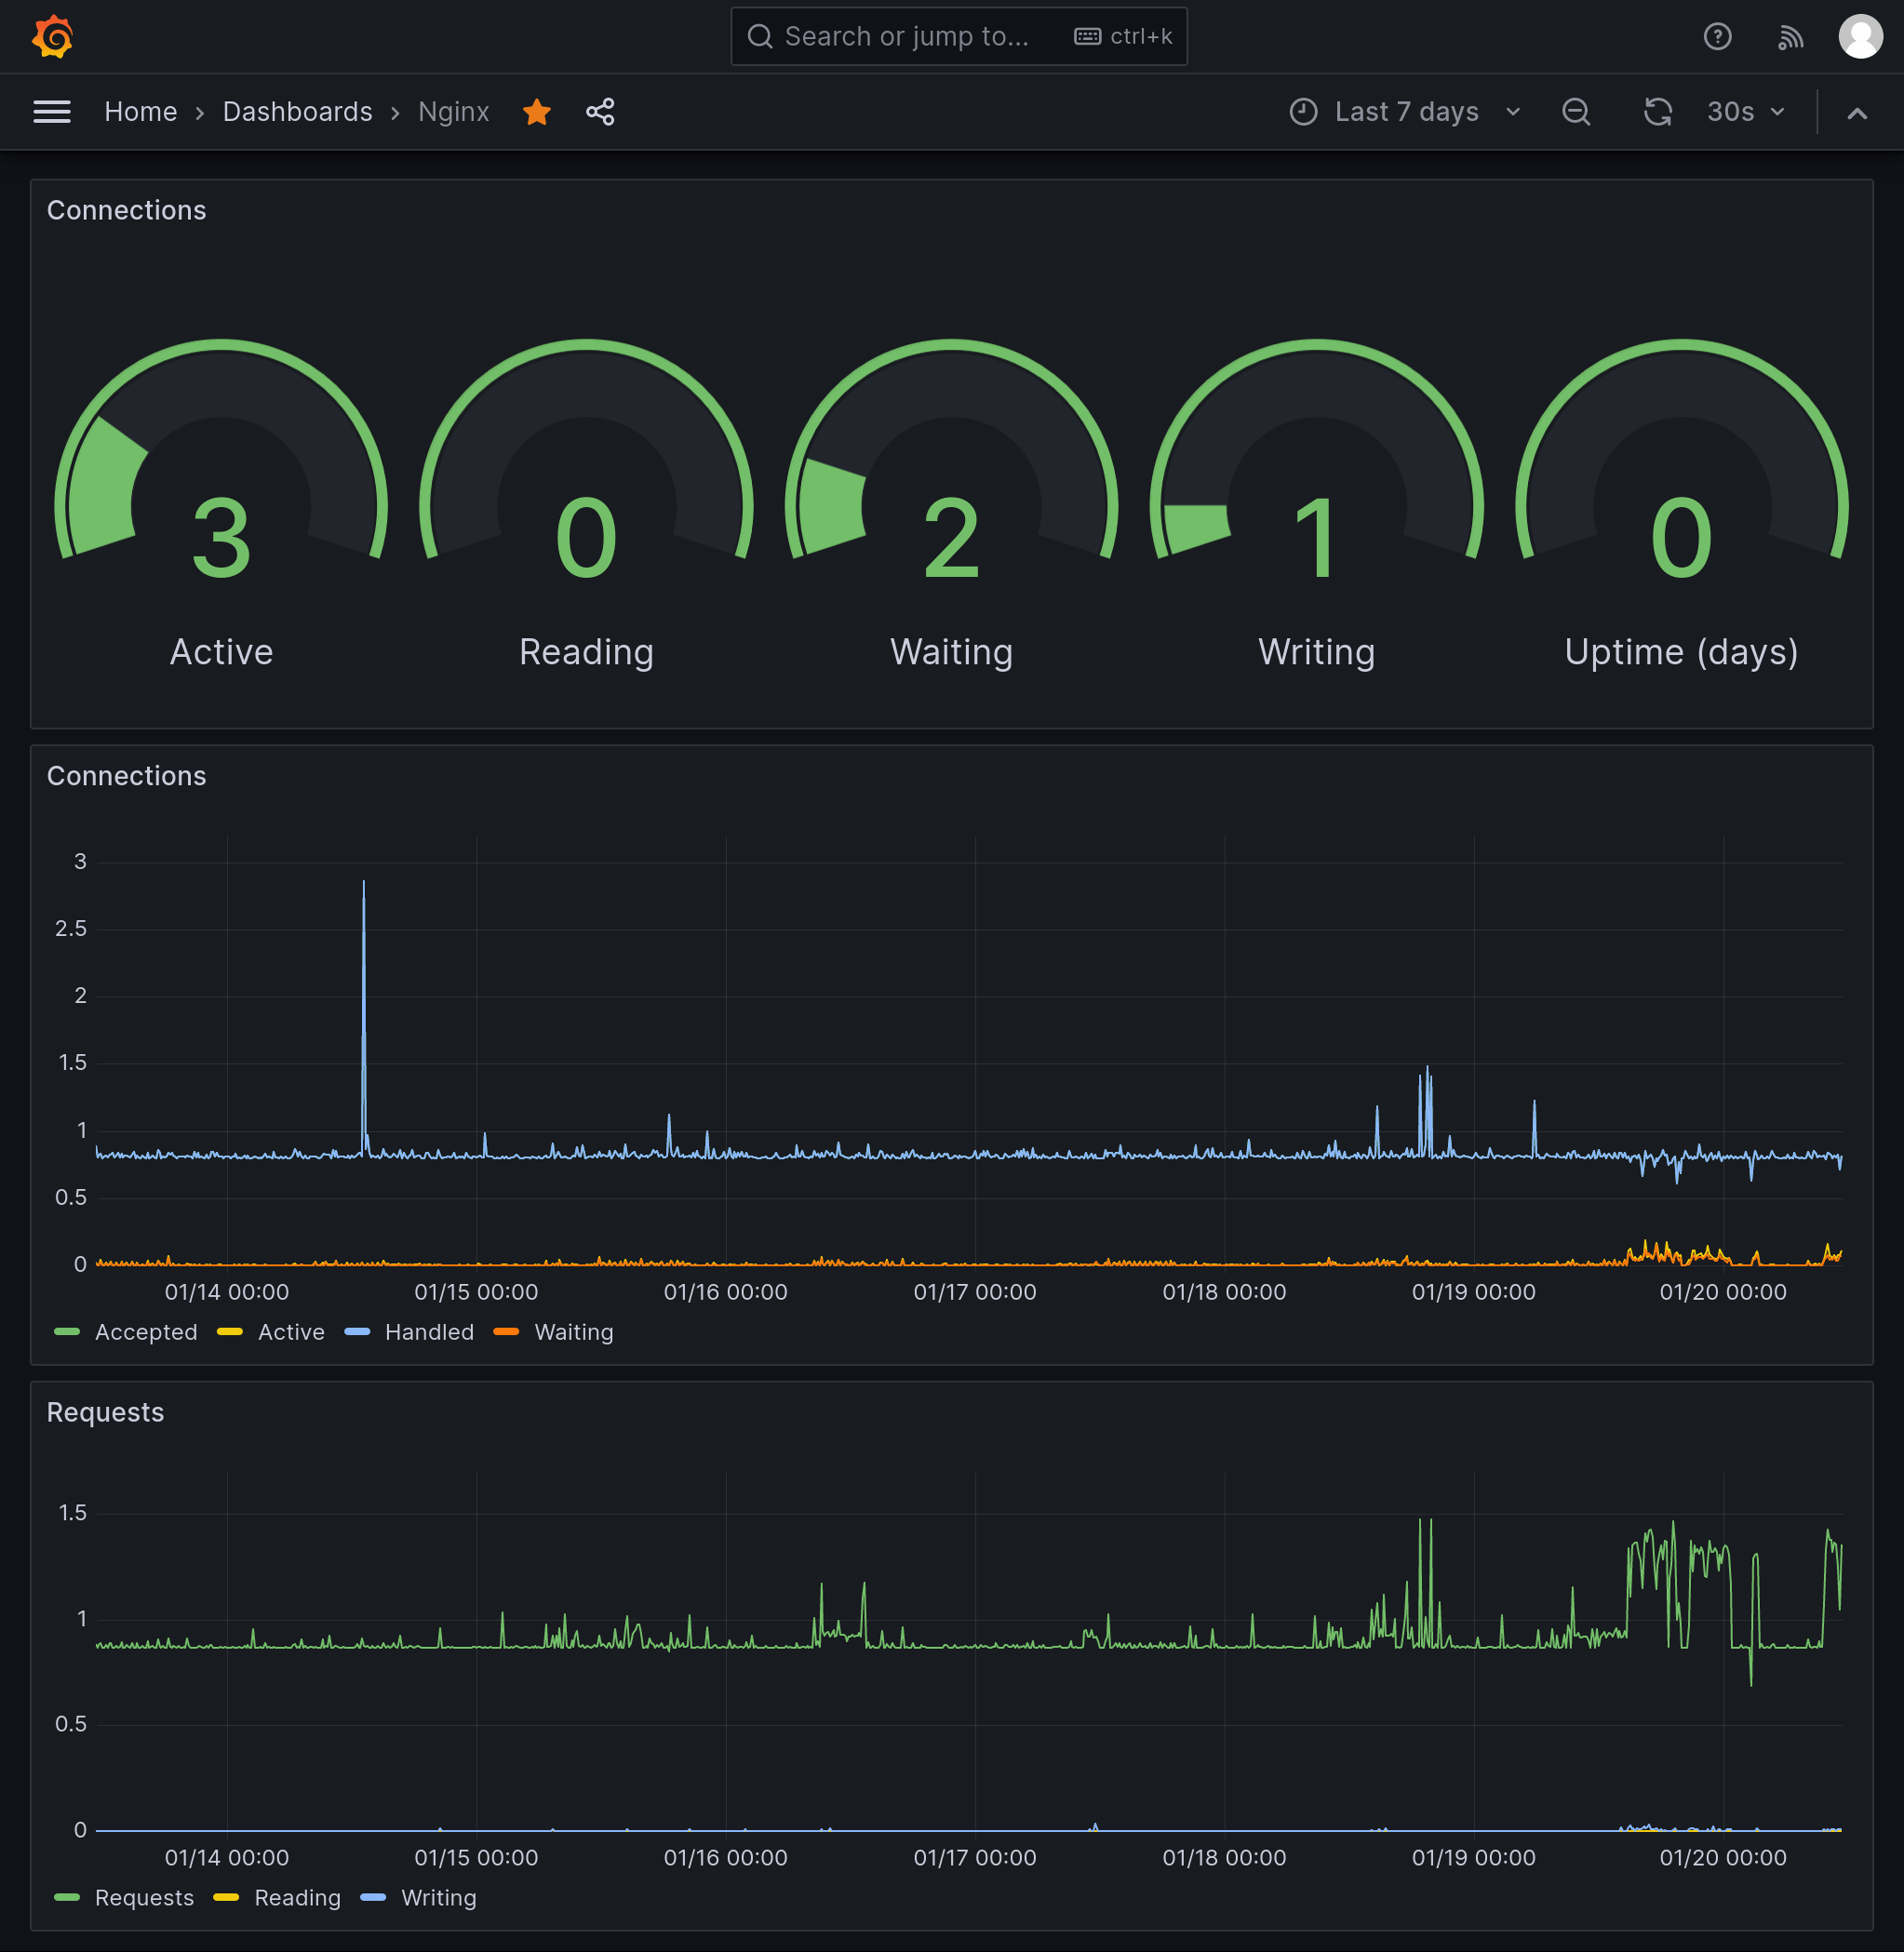 Search or jump to... ctrl+k
Home › Dashboards › Nginx Last 7 days 30s
Connections
3 0 2 1 0
Active Reading Waiting Writing Uptime (days)
Connections
3
2.5
2
1.5
1
0.5
0
01/14 00:00 01/15 00:00 01/16 00:00 01/17 00:00 01/18 00:00 01/19 00:00 01/20 00:00
Accepted Active Handled Waiting
Requests
1.5
1
0.5
0
01/14 00:00 01/15 00:00 01/16 00:00 01/17 00:00 01/18 00:00 01/19 00:00 01/20 00:00
Requests Reading Writing